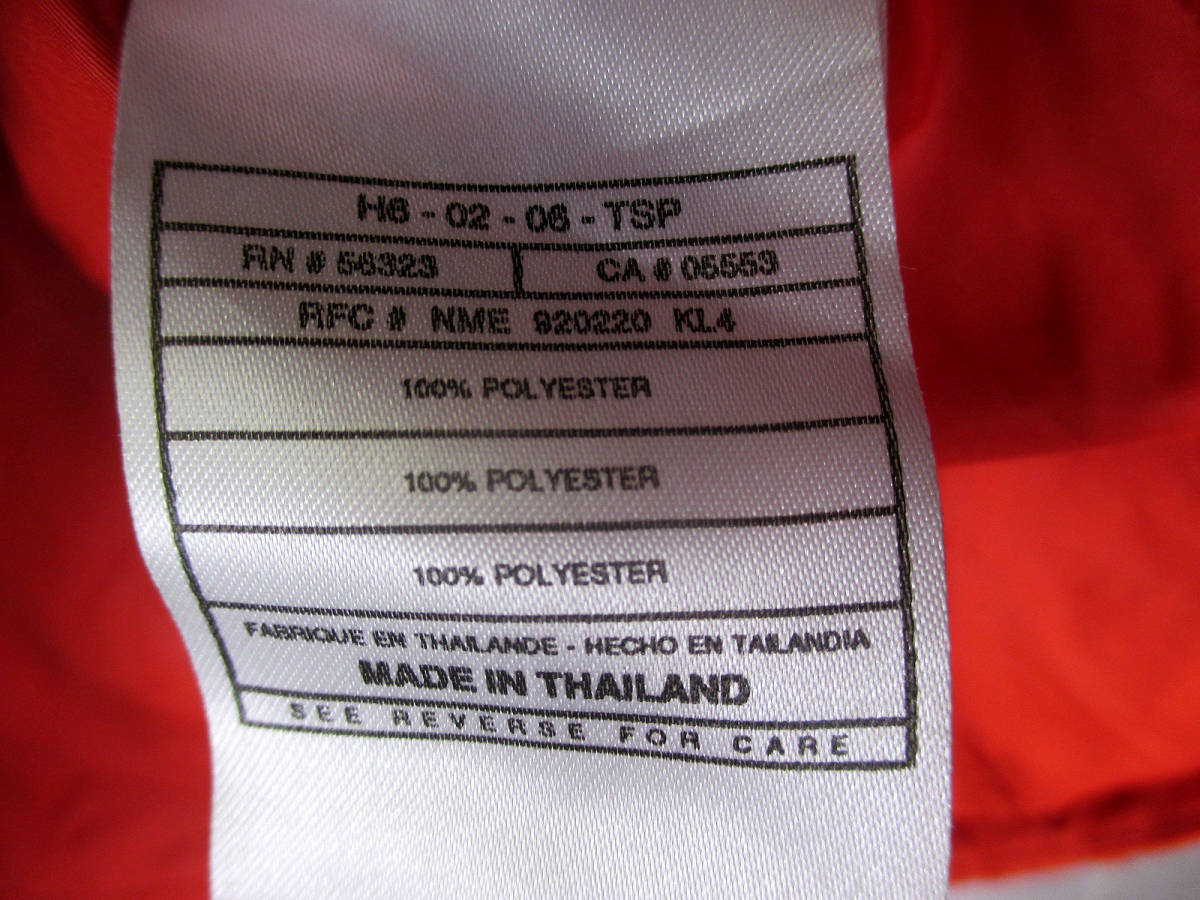 H6 - 02 - 06 - TSP
RN # 56323 CA # 05553
RFC # NME 920220 KL4
100% POLYESTER
100% POLYESTER
100% POLYESTER
FABRIQUE EN THAILANDE - HECHO EN TAILANDIA
MADE IN THAILAND
SEE REVERSE FOR CARE